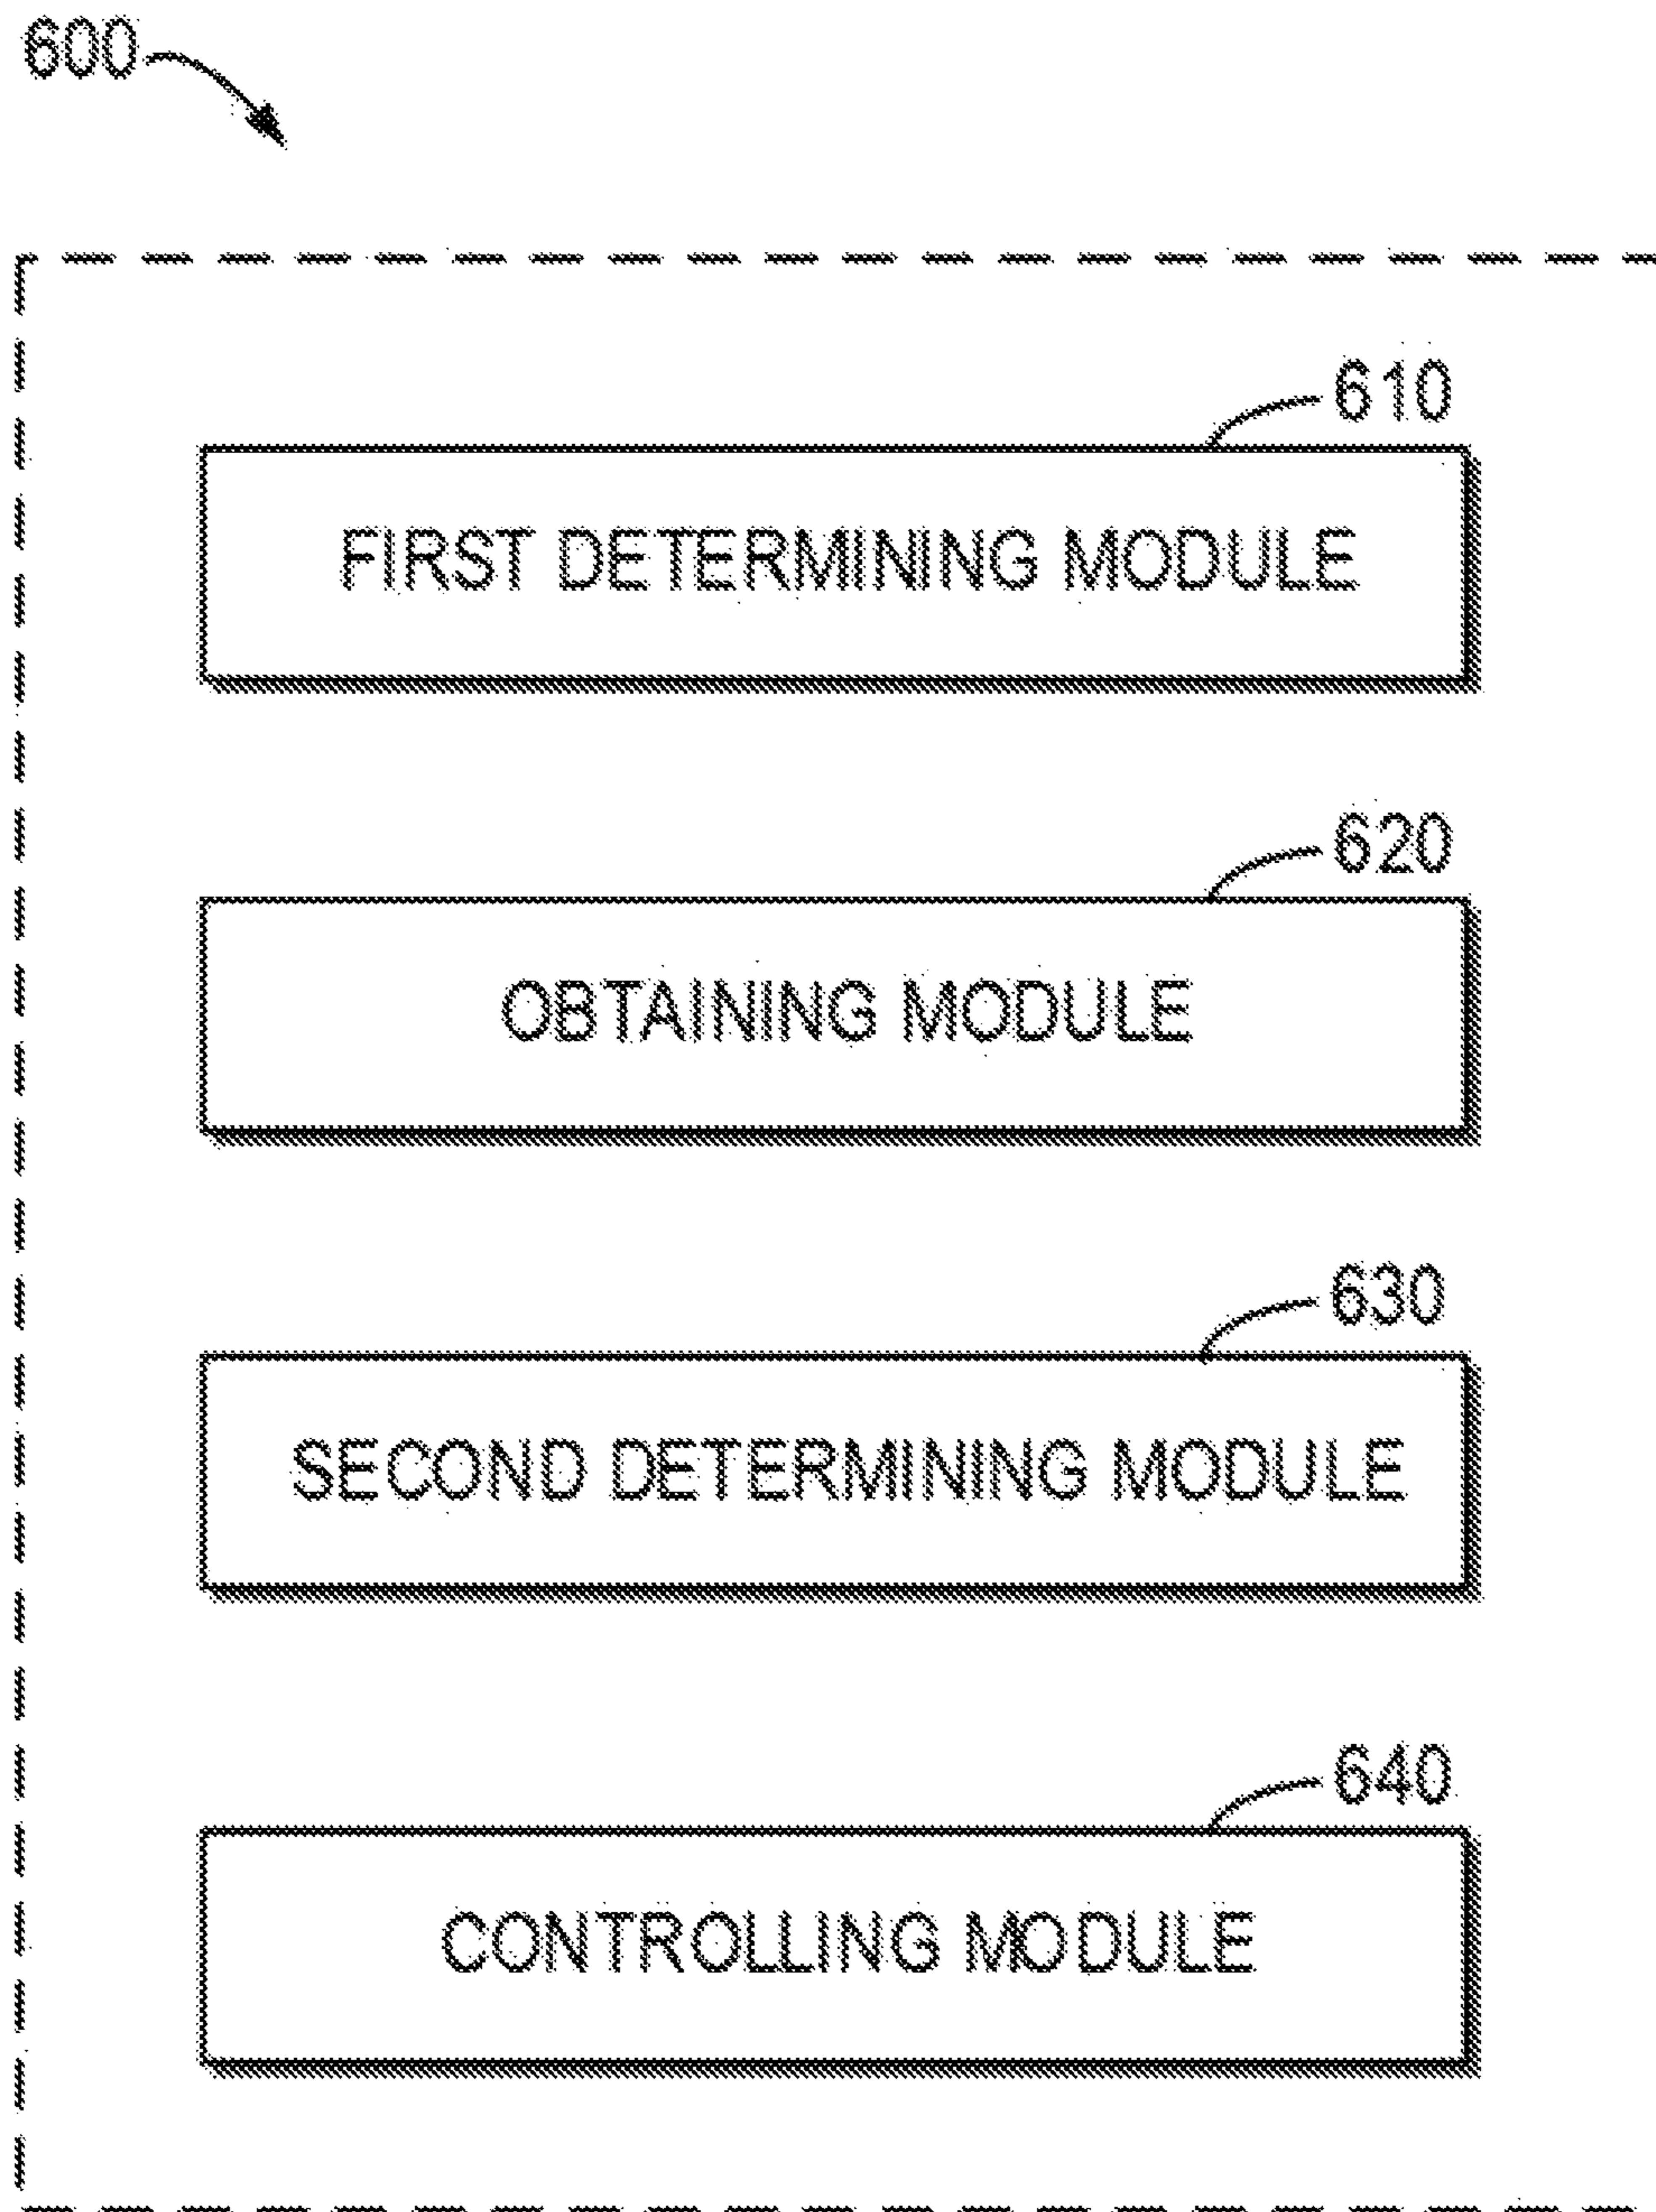 600
610
FIRST DETERMINING MODULE
620
OBTAINING MODULE
630
SECOND DETERMINING MODULE
640
CONTROLLING MODULE